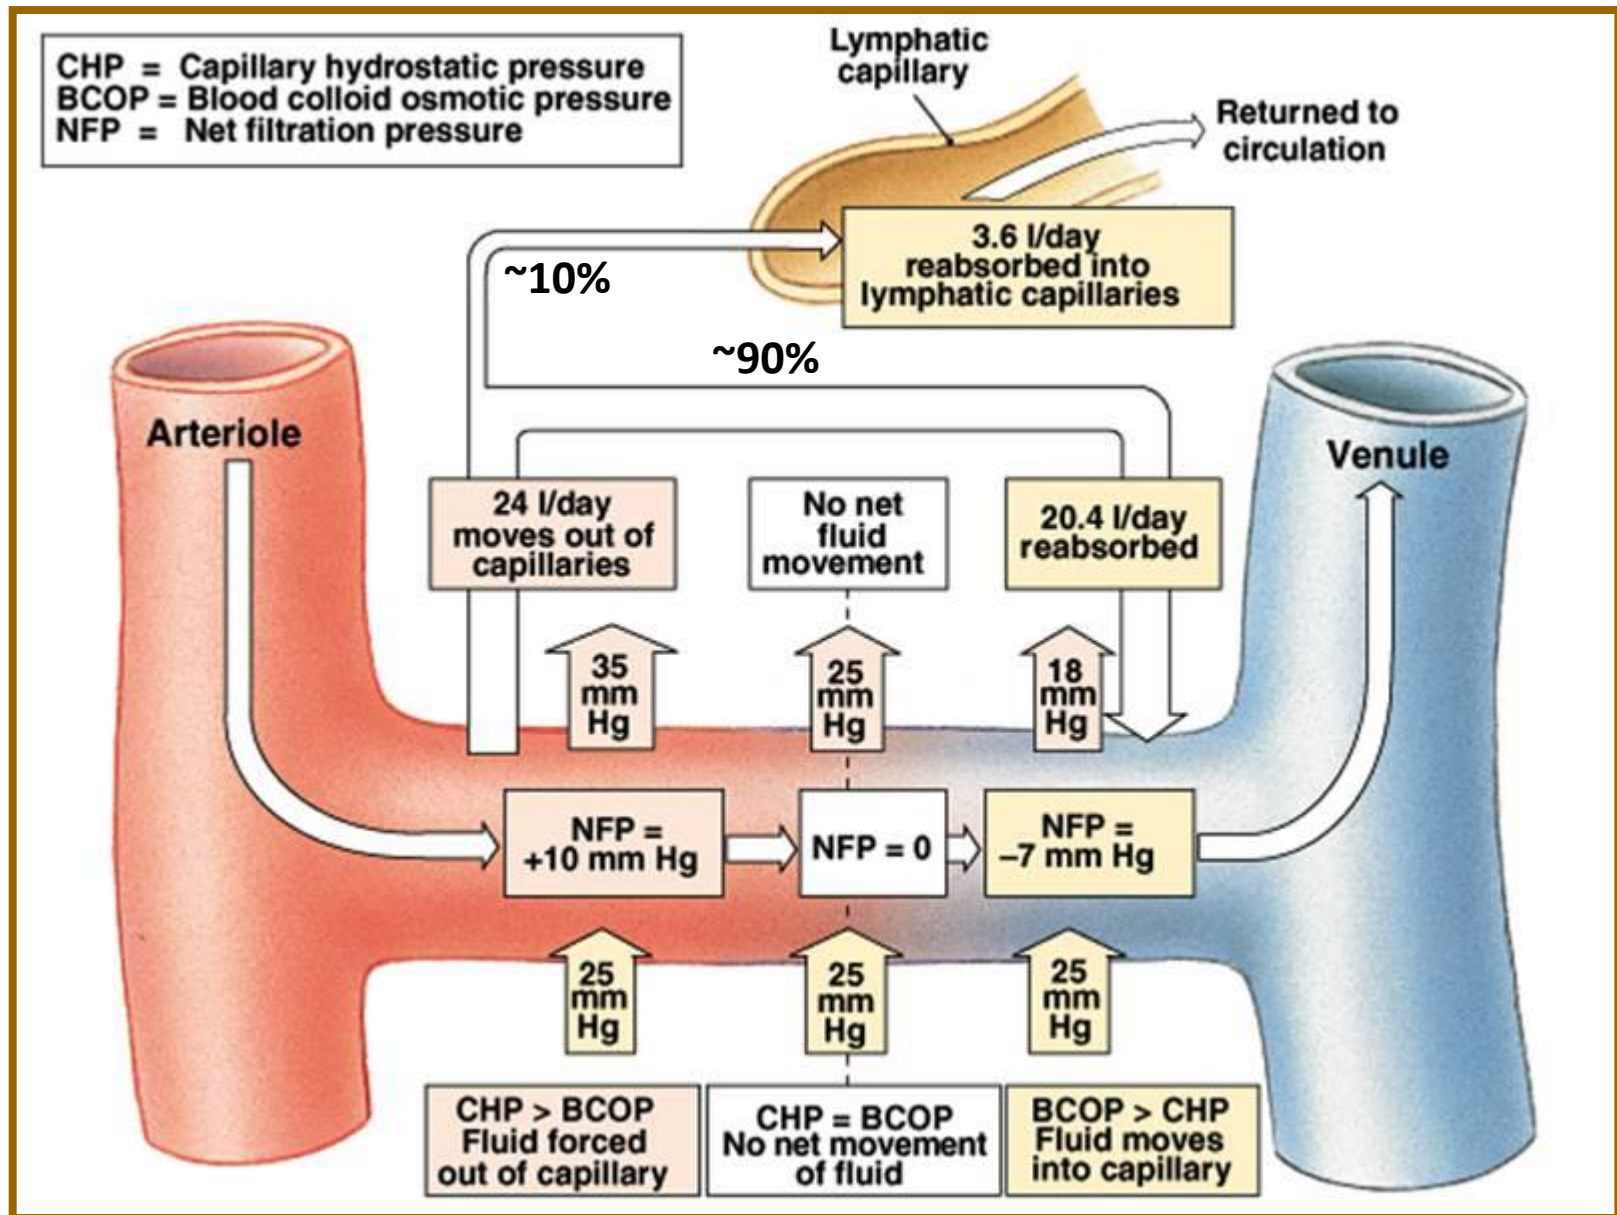 CHP = Capillary hydrostatic pressure
BCOP = Blood colloid osmotic pressure
NFP = Net filtration pressure
Lymphatic
capillary
Returned to
circulation
3.6 l/day
reabsorbed into
lymphatic capillaries
~10%
~90%
Arteriole
Venule
24 l/day
moves out of
capillaries
No net
fluid
movement
20.4 l/day
reabsorbed
35
mm
Hg
25
mm
Hg
18
mm
Hg
NFP =
+10 mm Hg
NFP = 0
NFP =
–7 mm Hg
25
mm
Hg
25
mm
Hg
25
mm
Hg
CHP > BCOP
Fluid forced
out of capillary
CHP = BCOP
No net movement
of fluid
BCOP > CHP
Fluid moves
into capillary